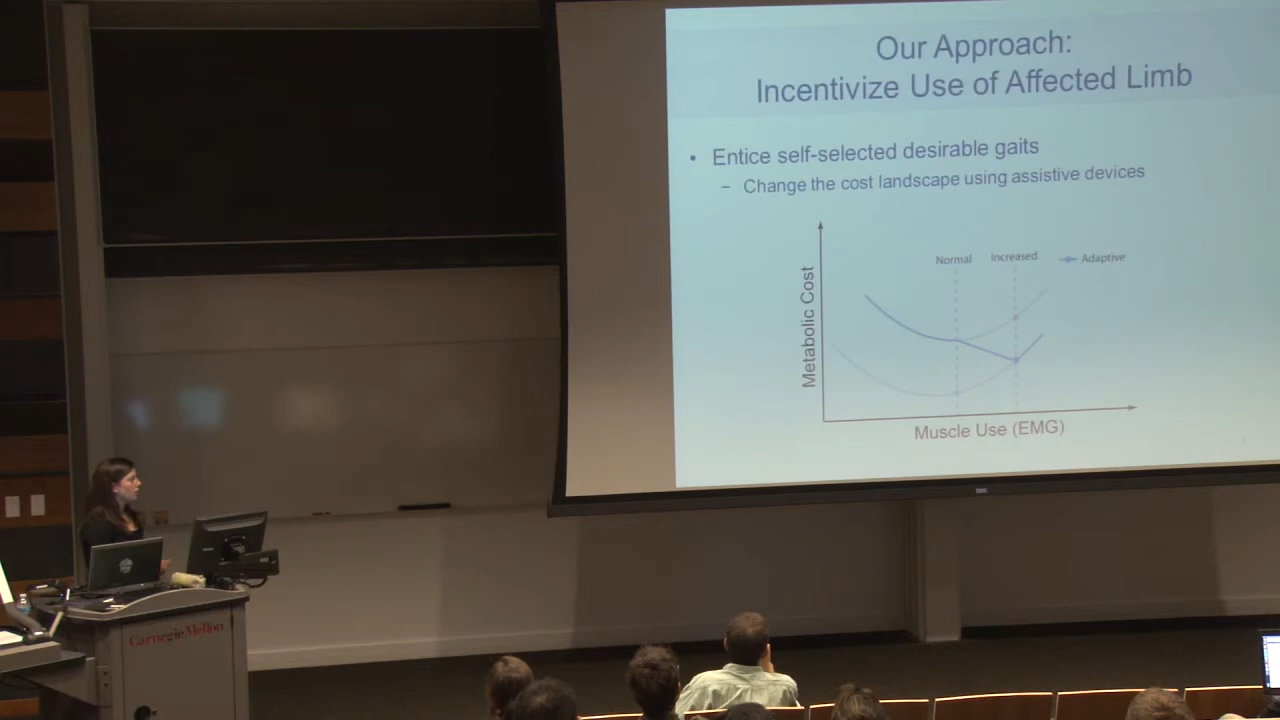 Our Approach:
Incentivize Use of Affected Limb
• Entice self-selected desirable gaits
– Change the cost landscape using assistive devices
Normal
Increased
Adaptive
Metabolic Cost
Muscle Use (EMG)
Carnegie Mellon